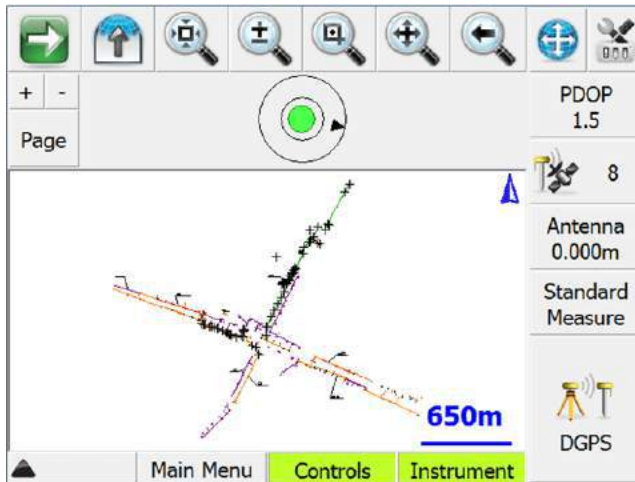 + -
Page
PDOP
1.5
8
Antenna
0.000m
Standard
Measure
650m
DGPS
Main Menu
Controls
Instrument